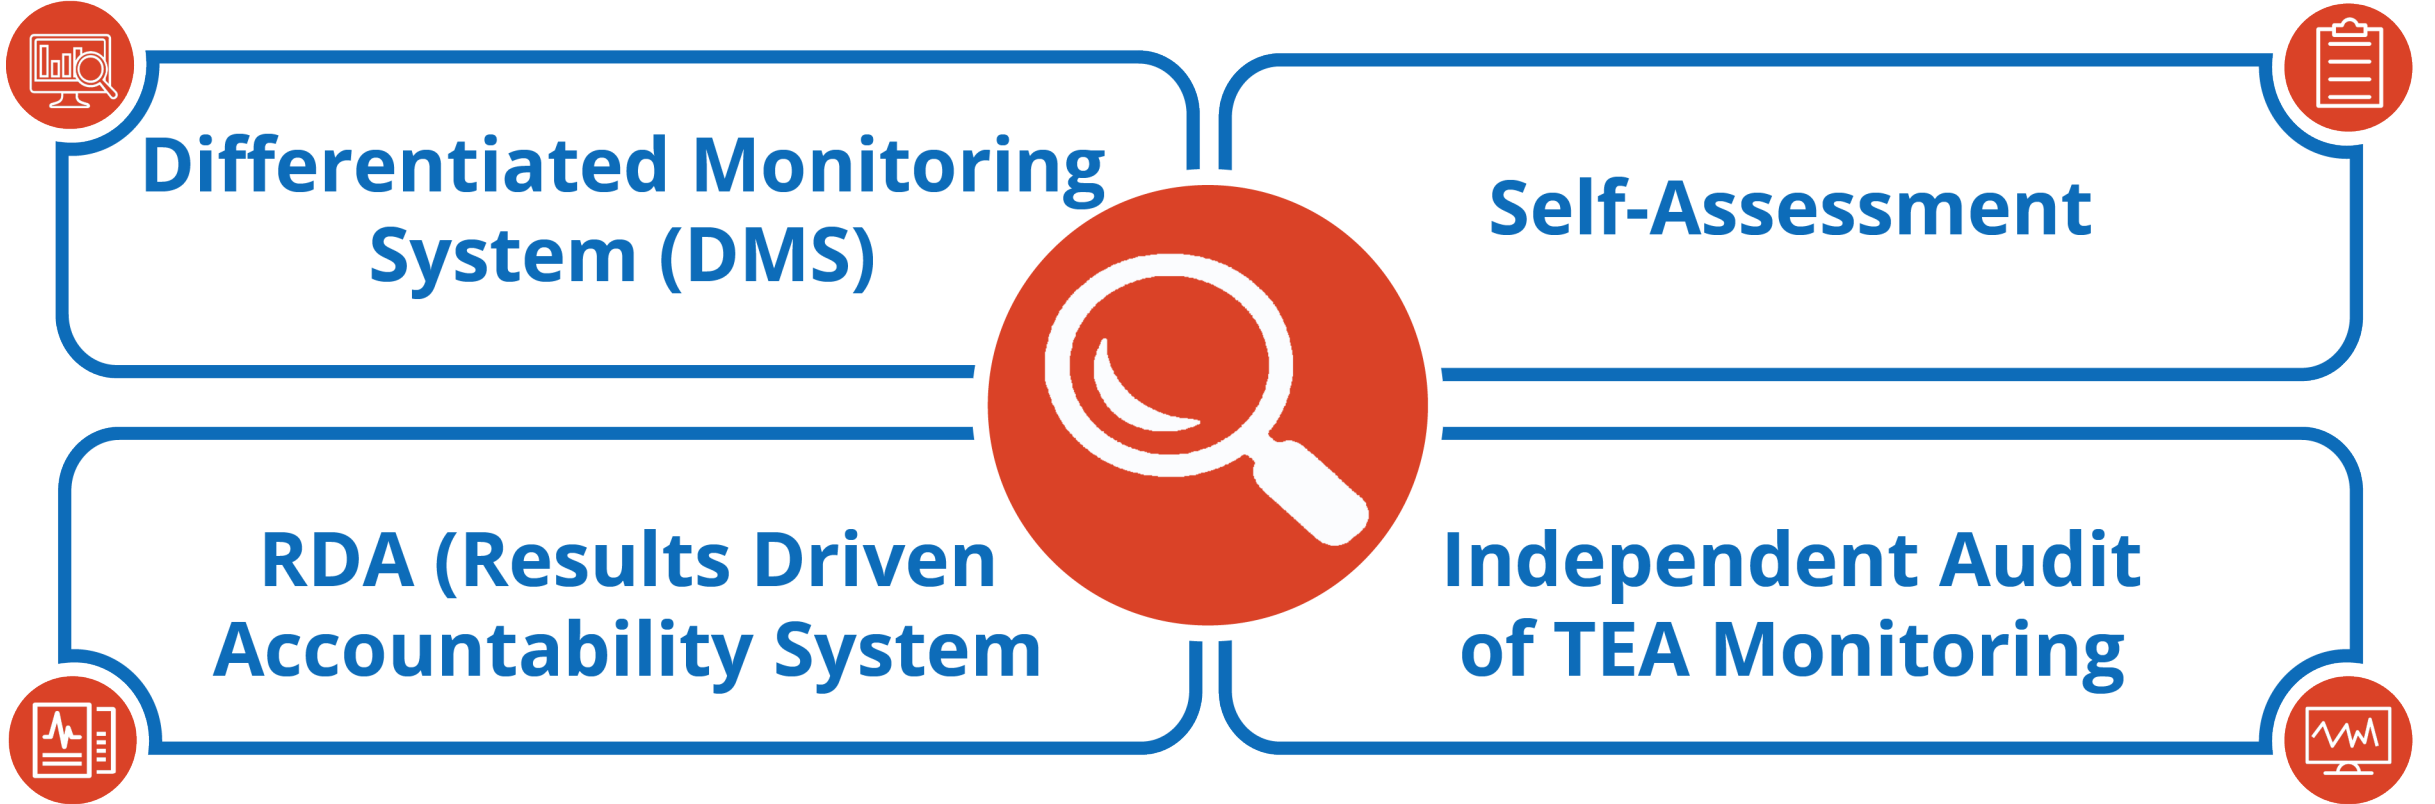 Differentiated Monitoring
System (DMS)
Self-Assessment
RDA (Results Driven
Accountability System
Independent Audit
of TEA Monitoring